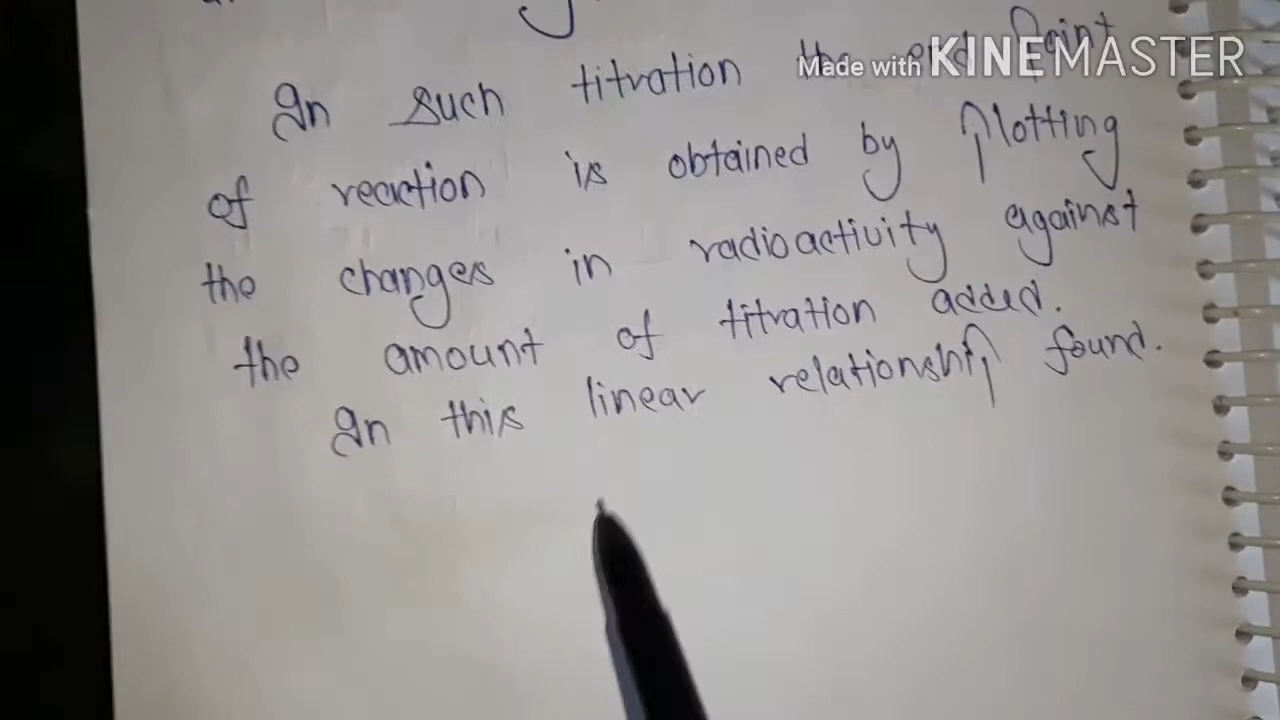 In such titration the end point
Made with KINEMASTER
of reaction is obtained by plotting
the changes in radioactivity against
the amount of titration added.
In this linear relationship found.